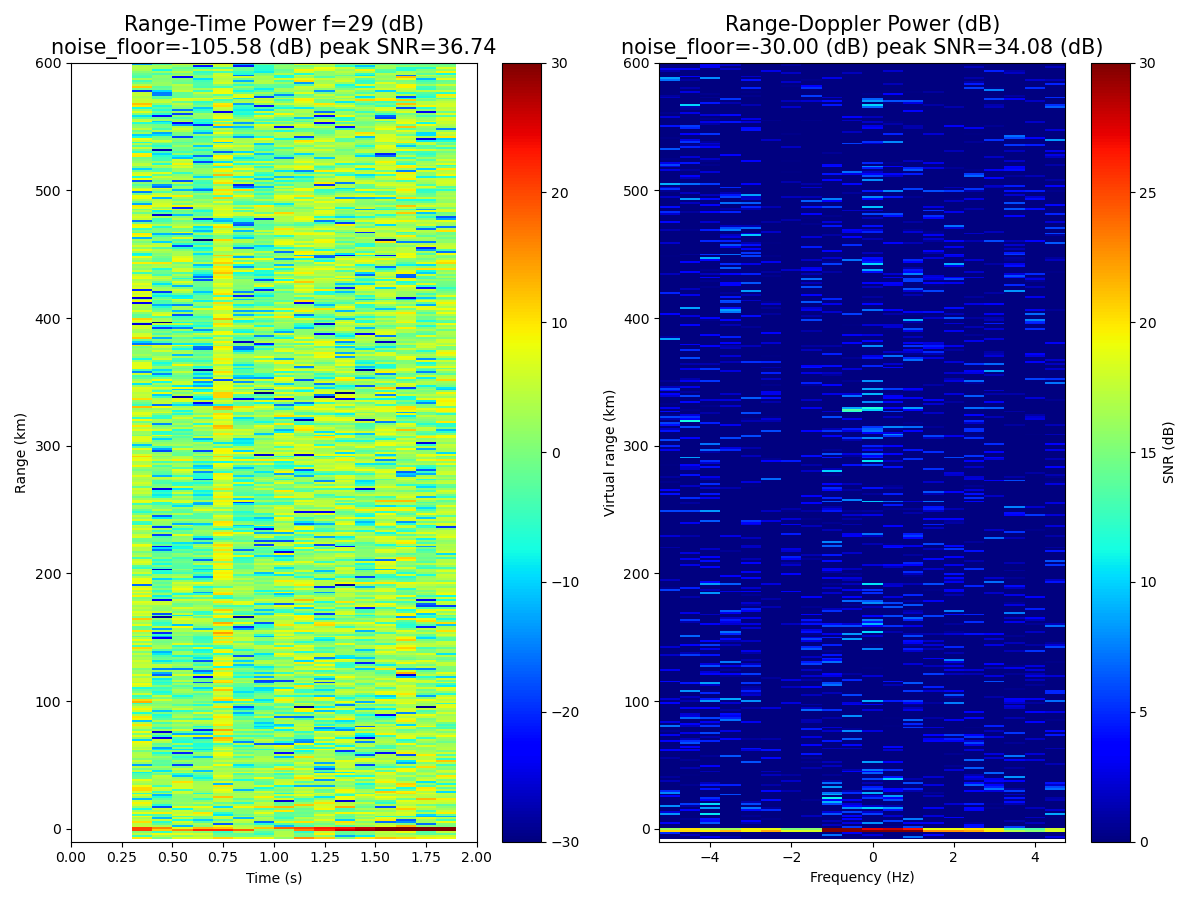 Range-Time Power f=29 (dB)
noise_floor=-105.58 (dB) peak SNR=36.74
Range (km)
600
500
400
300
200
100
0
0.00 0.25 0.50 0.75 1.00 1.25 1.50 1.75 2.00
Time (s)
30
20
10
0
−10
−20
−30
Range-Doppler Power (dB)
noise_floor=-30.00 (dB) peak SNR=34.08 (dB)
Virtual range (km)
600
500
400
300
200
100
0
−4 −2 0 2 4
Frequency (Hz)
30
25
20
15
10
5
0
SNR (dB)